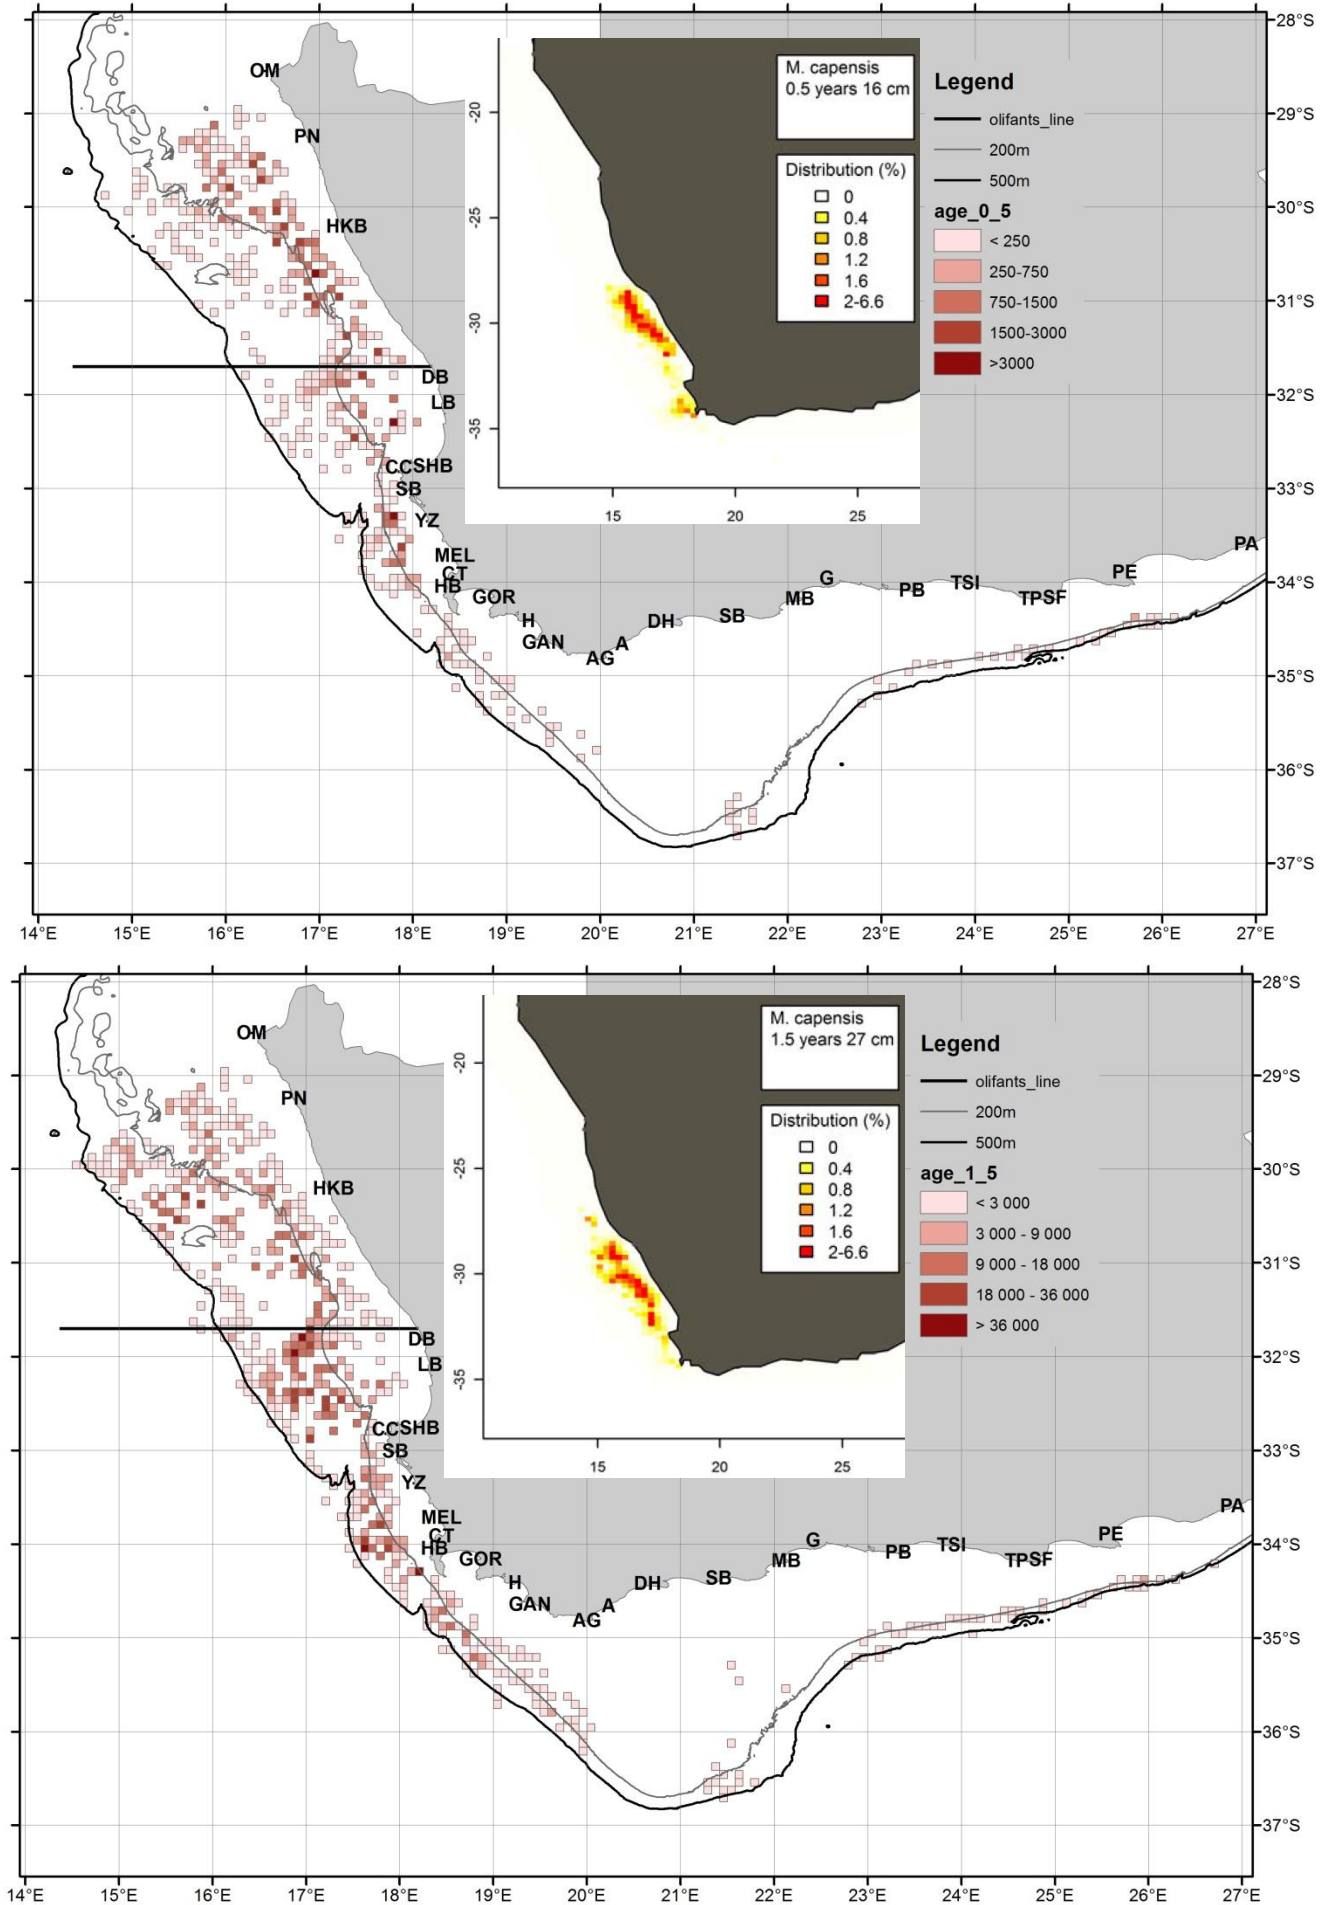 28°S
OM
M. capensis
0.5 years 16 cm
Legend
olifants_line
29°S
-20
PN
200m
Distribution (%)
500m
0
30°S
age_0_5
0.4
-25
HKB
< 250
0.8
250-750
1.2
31°S
750-1500
1.6
-30
1500-3000
2-6.6
>3000
DB
32°S
LB
-35
CC
SHB
SB
33°S
15
20
25
YZ
PA
MEL
CT
PE
34°S
HB
G
TSI
PB
GOR
MB
TP
SF
H
DH
SB
GAN
A
AG
35°S
36°S
37°S
14°E 15°E 16°E 17°E 18°E 19°E 20°E 21°E 22°E 23°E 24°E 25°E 26°E 27°E
28°S
OM
M. capensis
1.5 years 27 cm
Legend
olifants_line
29°S
-20
PN
200m
Distribution (%)
500m
0
30°S
age_1_5
0.4
-25
HKB
< 3 000
0.8
3 000 - 9 000
1.2
31°S
9 000 - 18 000
1.6
-30
18 000 - 36 000
2-6.6
> 36 000
DB
32°S
LB
-35
CC
SHB
SB
33°S
15
20
25
YZ
PA
MEL
CT
PE
34°S
HB
G
TSI
PB
GOR
MB
TP
SF
H
DH
SB
GAN
A
AG
35°S
36°S
37°S
14°E 15°E 16°E 17°E 18°E 19°E 20°E 21°E 22°E 23°E 24°E 25°E 26°E 27°E